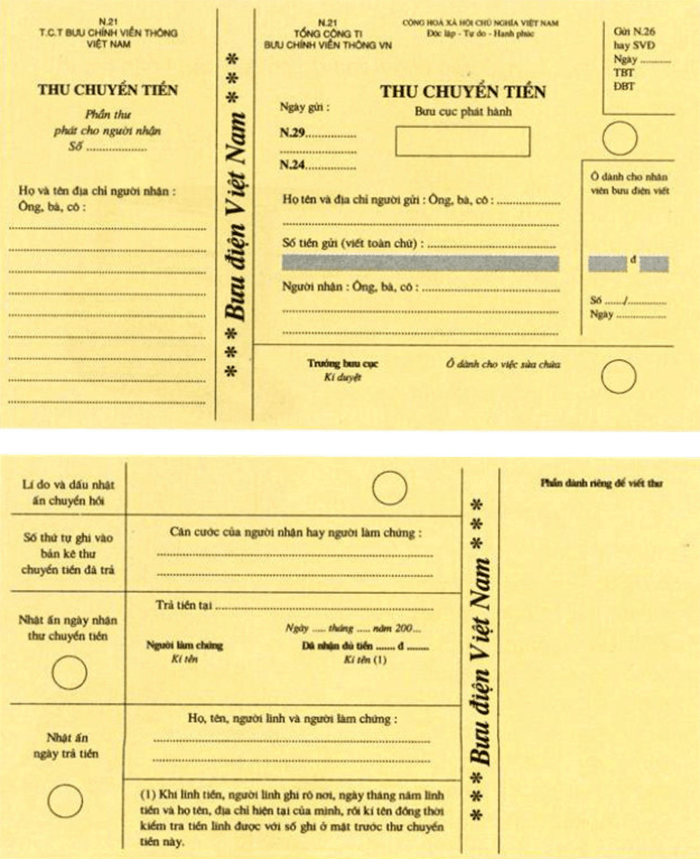 N.21
T.C.T BƯU CHÍNH VIỄN THÔNG
VIỆT NAM
THU CHUYỂN TIỀN
Phần thu
phát cho người nhận
Số ....................
Họ và tên địa chỉ người nhận :
Ông, bà, cô :
* * * Bưu điện Việt Nam * * *
N.21
TỔNG CÔNG TI
BƯU CHÍNH VIỄN THÔNG VN
CỘNG HOÀ XÃ HỘI CHỦ NGHĨA VIỆT NAM
Độc lập - Tự do - Hạnh phúc
THU CHUYỂN TIỀN
Bưu cục phát hành
Ngày gửi :
N.29................
N.24................
Họ tên và địa chỉ người gửi : Ông, bà, cô : ........................
Số tiền gửi (viết toàn chữ) : ........................
Người nhận : Ông, bà, cô : ........................
Trưởng bưu cục
Kí duyệt
Ô dành cho việc sửa chữa
Gửi N.26
hay SVD
Ngày ..........
TBT
ĐBT
Ô dành cho nhân
viên bưu điện viết
đ
Số ....../............
Ngày ................
Lí do và dấu nhật
ấn chuyển hồi
Số thứ tự ghi vào
bản kê thư
chuyển tiền đã trả
Căn cước của người nhận hay người làm chứng :
Nhật ấn ngày nhận
thư chuyển tiền
Trả tiền tại ........................
Ngày ..... tháng ..... năm 200...
Người làm chứng
Kí tên
Đã nhận đủ tiền ....... đ ........
Kí tên (1)
Nhật ấn
ngày trả tiền
Họ, tên, người lĩnh và người làm chứng :
(1) Khi lĩnh tiền, người lĩnh ghi rõ nơi, ngày tháng năm lĩnh
tiền và họ tên, địa chỉ hiện tại của mình, rồi kí tên đồng thời
kiểm tra tiền lĩnh được với số ghi ở mặt trước thư chuyển
tiền này.
* * * Bưu điện Việt Nam * * *
Phần dành riêng để viết thư